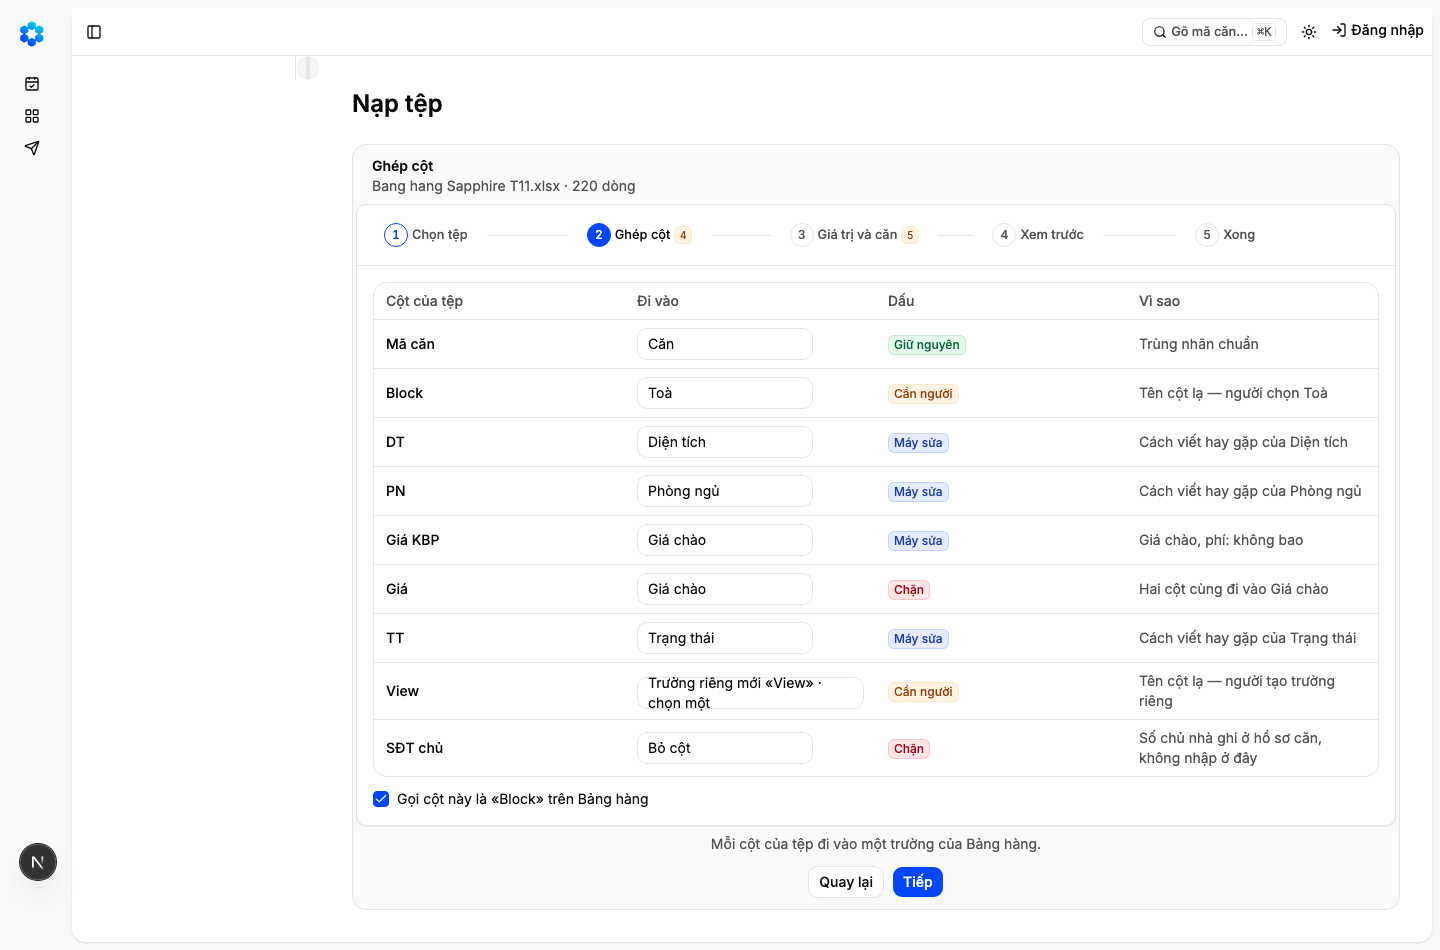 Gõ mã căn... ⌘K
Đăng nhập
Nạp tệp
Ghép cột
Bang hang Sapphire T11.xlsx · 220 dòng
1 Chọn tệp
2 Ghép cột 4
3 Giá trị và căn 5
4 Xem trước
5 Xong
Cột của tệp Đi vào Dấu Vì sao
Mã căn Căn Giữ nguyên Trùng nhãn chuẩn
Block Toà Cần người Tên cột lạ — người chọn Toà
DT Diện tích Máy sửa Cách viết hay gặp của Diện tích
PN Phòng ngủ Máy sửa Cách viết hay gặp của Phòng ngủ
Giá KBP Giá chào Máy sửa Giá chào, phí: không bao
Giá Giá chào Chặn Hai cột cùng đi vào Giá chào
TT Trạng thái Máy sửa Cách viết hay gặp của Trạng thái
View
Trường riêng mới «View» ·
chọn một
Cần người
Tên cột lạ — người tạo trường
riêng
SĐT chủ Bỏ cột Chặn
Số chủ nhà ghi ở hồ sơ căn,
không nhập ở đây
Gọi cột này là «Block» trên Bảng hàng
Mỗi cột của tệp đi vào một trường của Bảng hàng.
Quay lại Tiếp
N